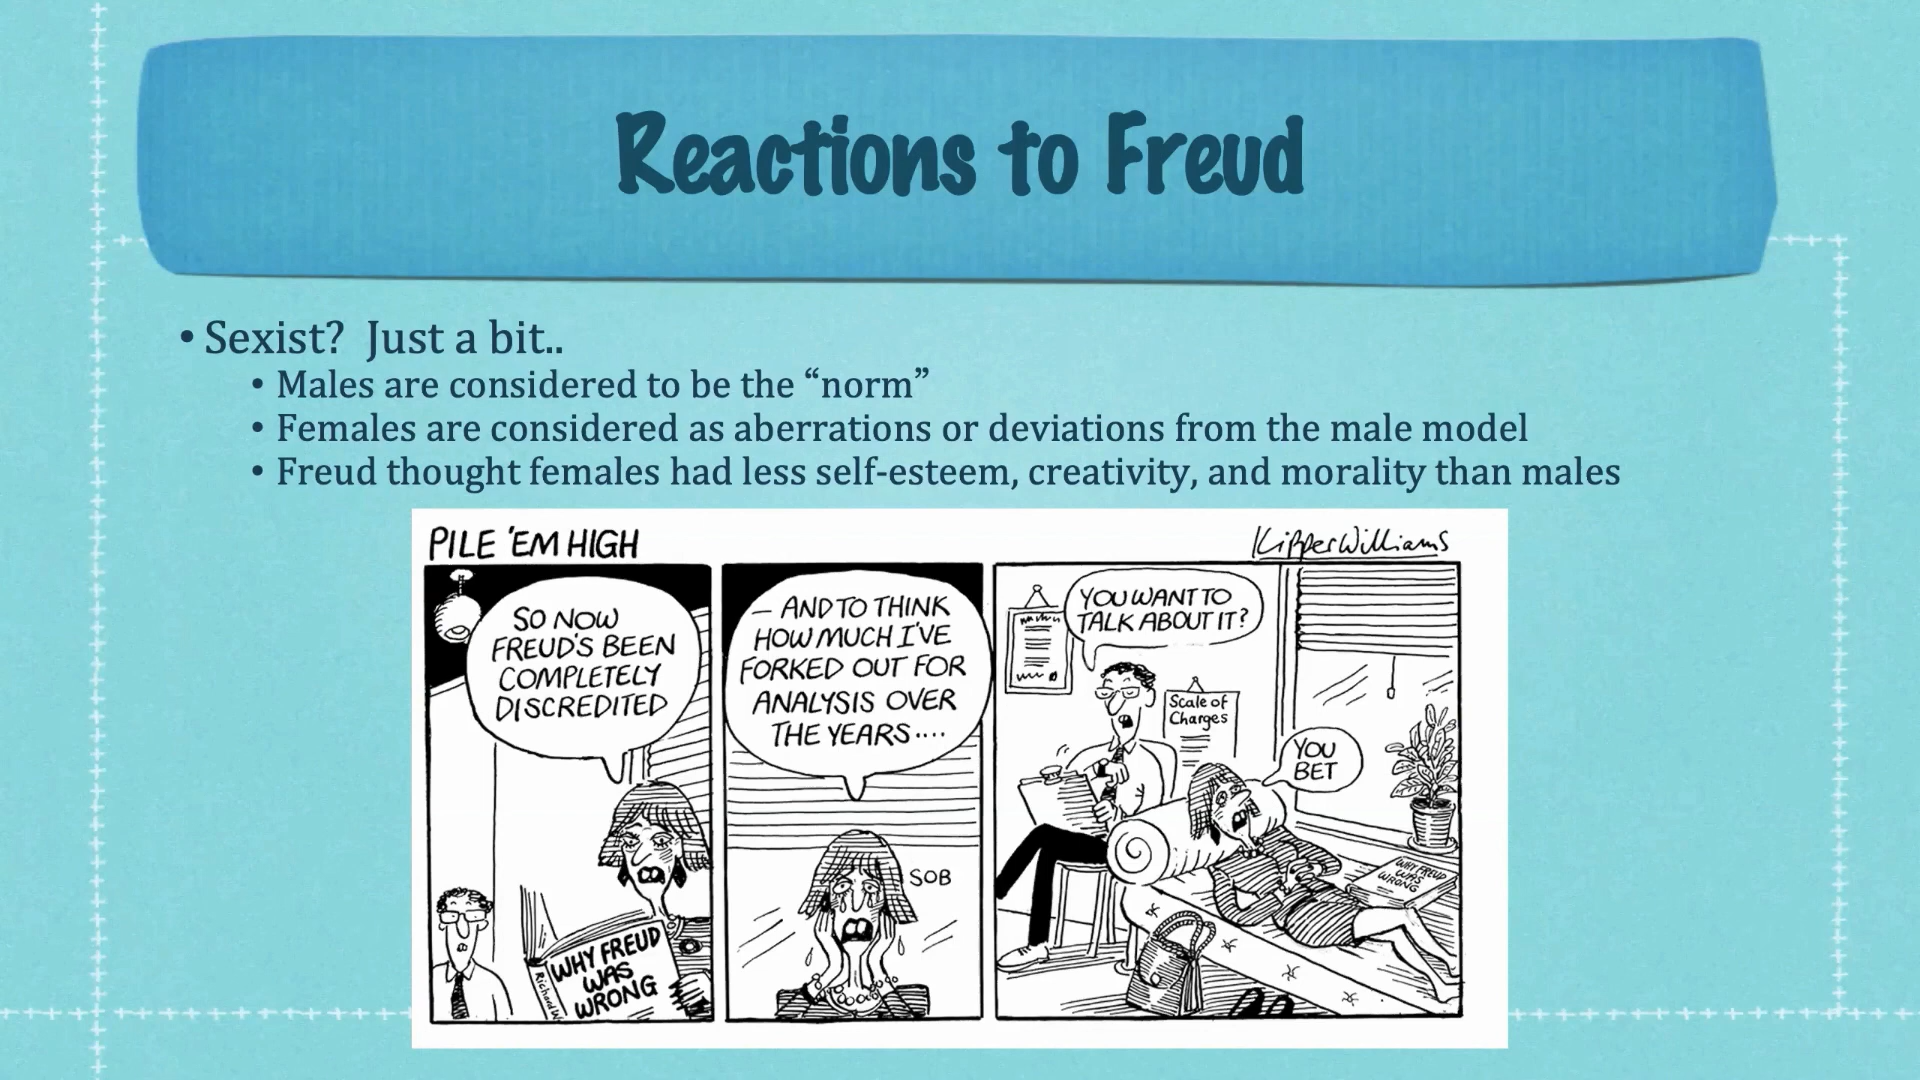 Reactions to Freud
• Sexist?  Just a bit..
• Males are considered to be the “norm”
• Females are considered as aberrations or deviations from the male model
• Freud thought females had less self-esteem, creativity, and morality than males
PILE 'EM HIGH
Kipper Williams
SO NOW
FREUD'S BEEN
COMPLETELY
DISCREDITED
WHY FREUD
WAS
WRONG
— AND TO THINK
HOW MUCH I'VE
FORKED OUT FOR
ANALYSIS OVER
THE YEARS....
SOB
YOU WANT TO
TALK ABOUT IT?
Scale of
Charges
YOU
BET
WHY FREUD
WAS
WRONG